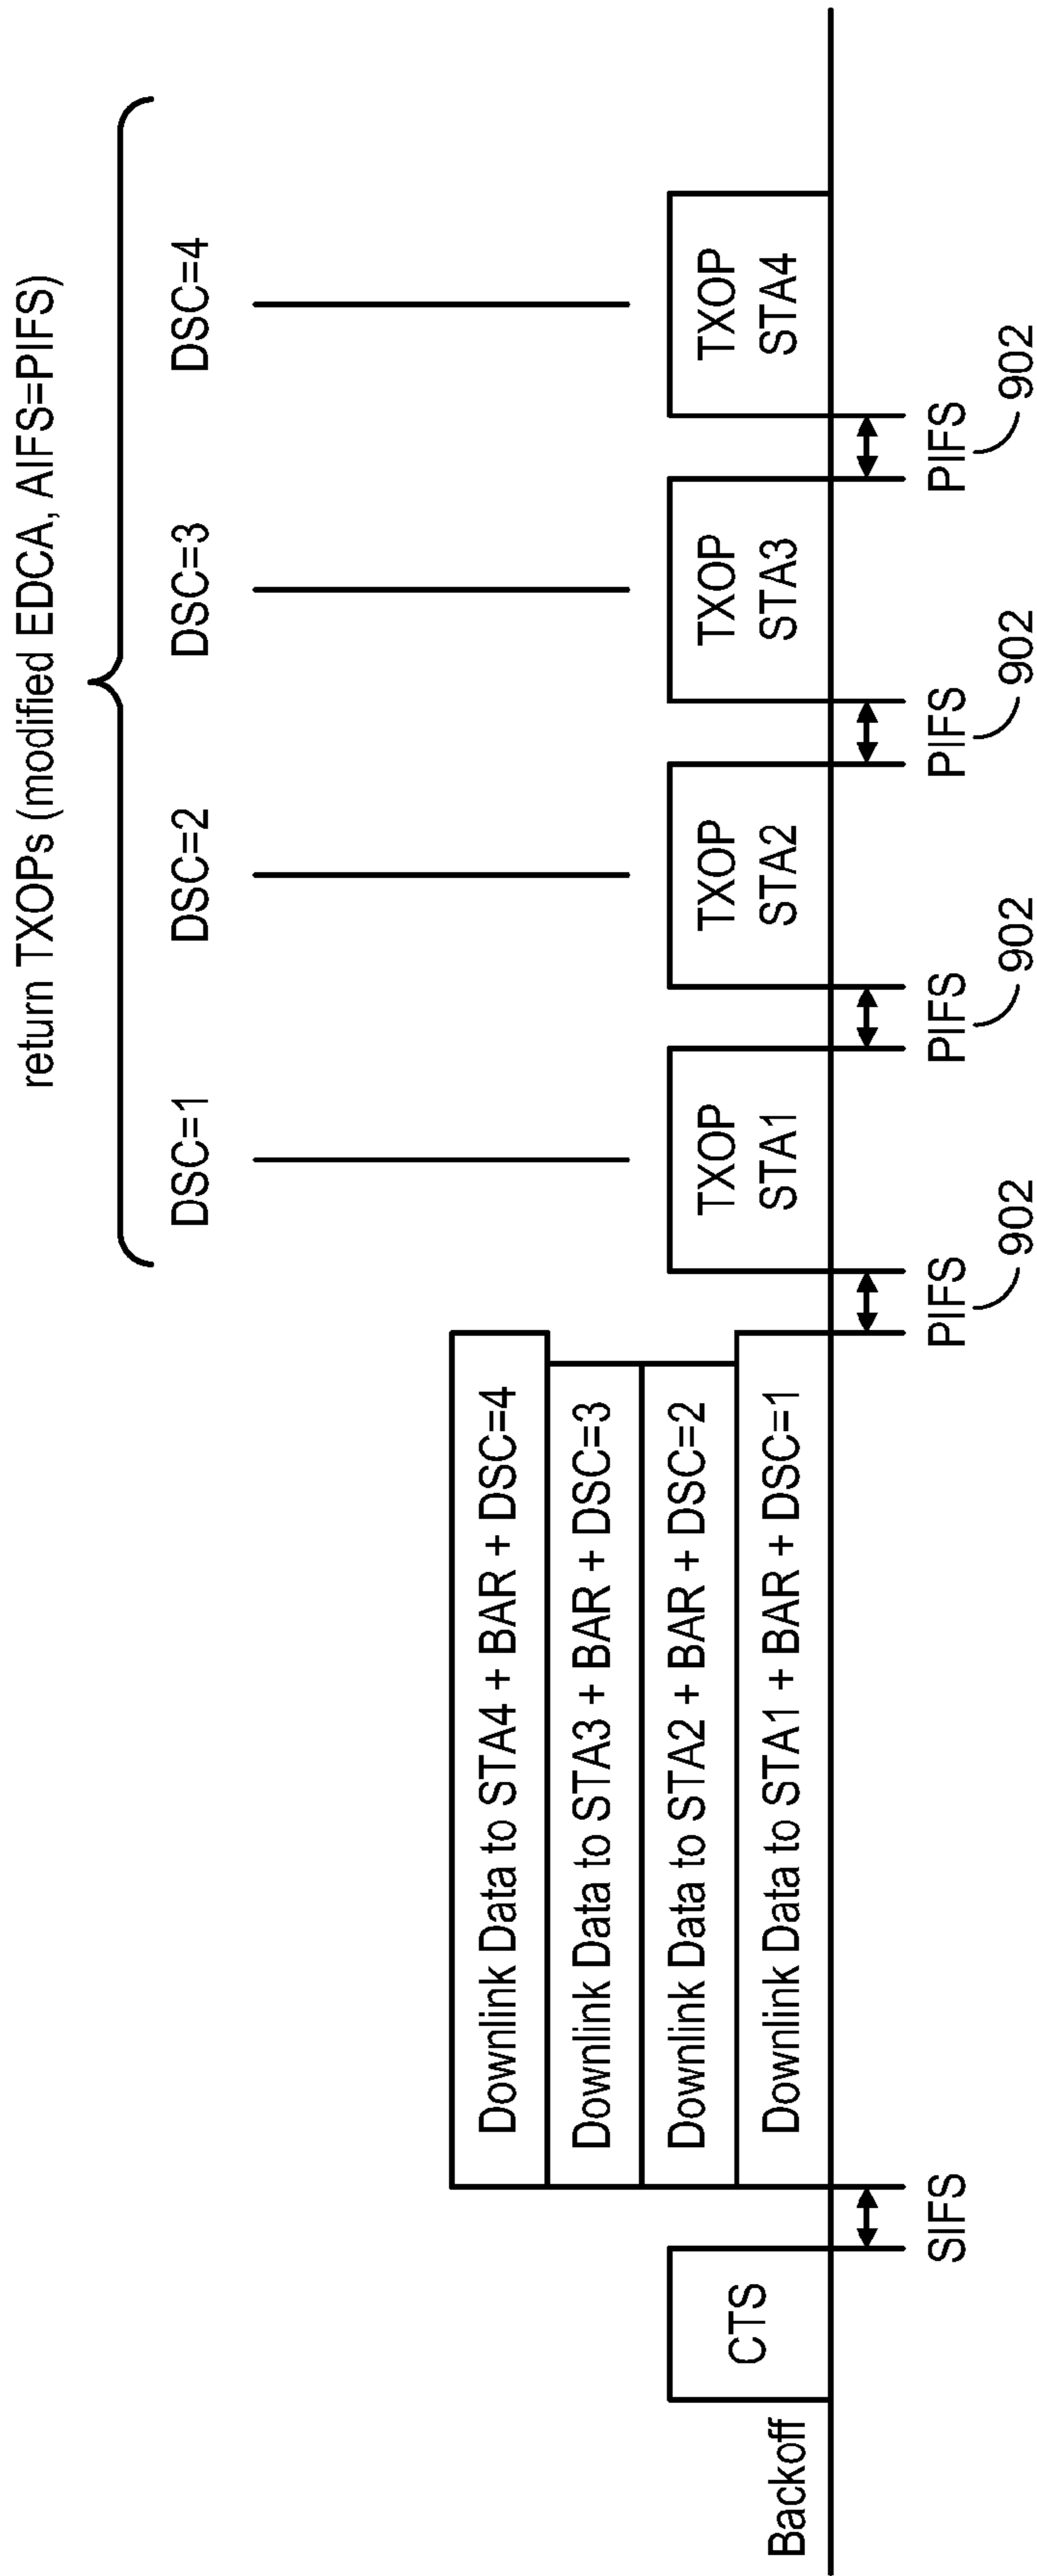 return TXOPs (modified EDCA, AIFS=PIFS)
DSC=1
DSC=2
DSC=3
DSC=4
Downlink Data to STA4 + BAR + DSC=4
Downlink Data to STA3 + BAR + DSC=3
Downlink Data to STA2 + BAR + DSC=2
Downlink Data to STA1 + BAR + DSC=1
Backoff
CTS
TXOP
STA1
TXOP
STA2
TXOP
STA3
TXOP
STA4
SIFS
PIFS
902
PIFS
902
PIFS
902
PIFS
902